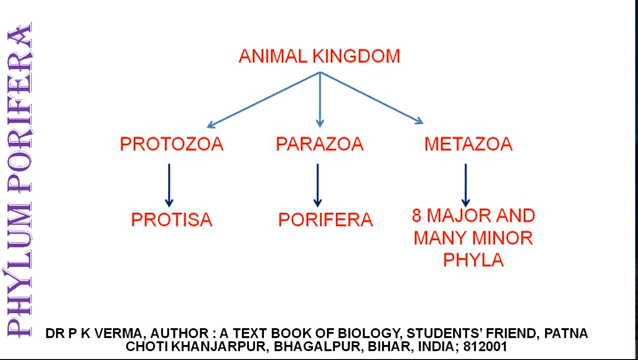 PHYLUM PORIFERA
ANIMAL KINGDOM
PROTOZOA PARAZOA METAZOA
PROTISA PORIFERA 8 MAJOR AND
MANY MINOR
PHYLA
DR P K VERMA, AUTHOR : A TEXT BOOK OF BIOLOGY, STUDENTS' FRIEND, PATNA
CHOTI KHANJARPUR, BHAGALPUR, BIHAR, INDIA; 812001